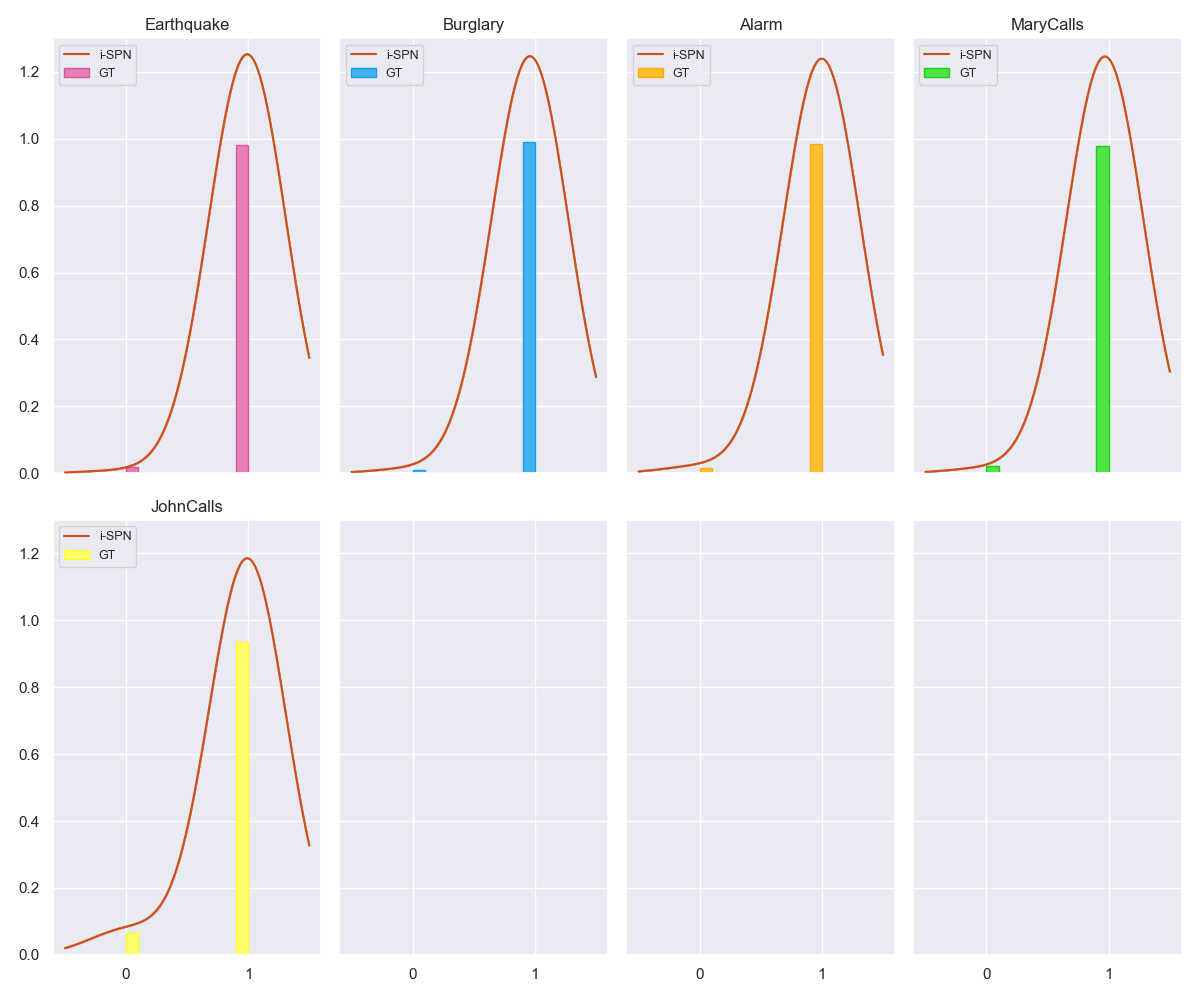 Earthquake
i-SPN
GT
Burglary
i-SPN
GT
Alarm
i-SPN
GT
MaryCalls
i-SPN
GT
1.2
1.0
0.8
0.6
0.4
0.2
0.0
JohnCalls
i-SPN
GT
1.2
1.0
0.8
0.6
0.4
0.2
0.0
0 1
0 1
0 1
0 1